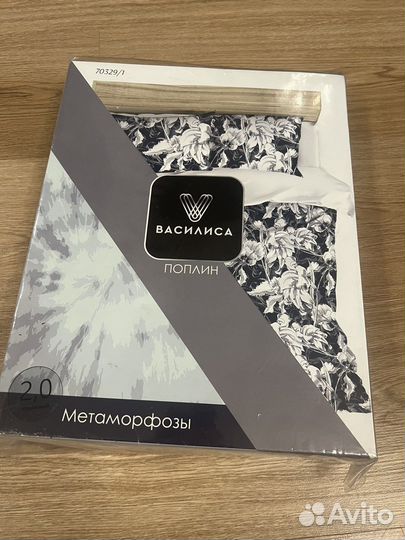 70329/1
ВАСИЛИСА
ПОПЛИН
2,0
Метаморфозы
Avito